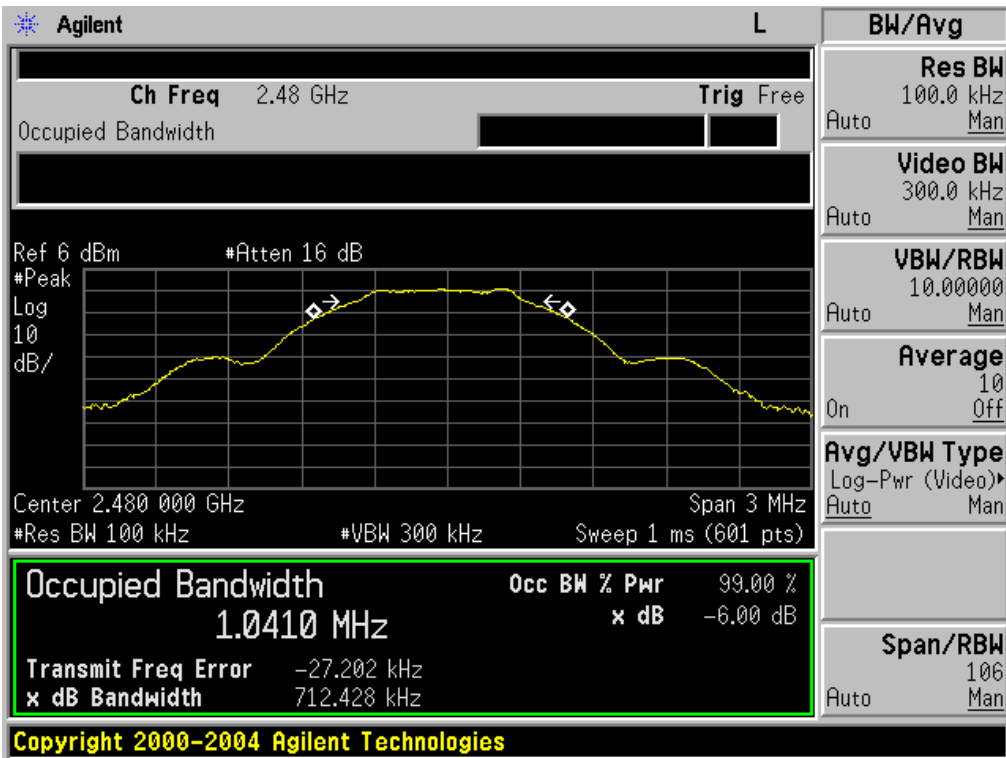 Agilent
L
Ch Freq 2.48 GHz Trig Free
Occupied Bandwidth
Ref 6 dBm #Atten 16 dB
#Peak
Log
10
dB/
Center 2.480 000 GHz Span 3 MHz
#Res BW 100 kHz #VBW 300 kHz Sweep 1 ms (601 pts)
Occupied Bandwidth
1.0410 MHz
Occ BW % Pwr 99.00 %
x dB -6.00 dB
Transmit Freq Error -27.202 kHz
x dB Bandwidth 712.428 kHz
Copyright 2000-2004 Agilent Technologies
BW/Avg
Res BW
100.0 kHz
Auto Man
Video BW
300.0 kHz
Auto Man
VBW/RBW
10.00000
Auto Man
Average
10
On Off
Avg/VBW Type
Log-Pwr (Video)▸
Auto Man
Span/RBW
106
Auto Man